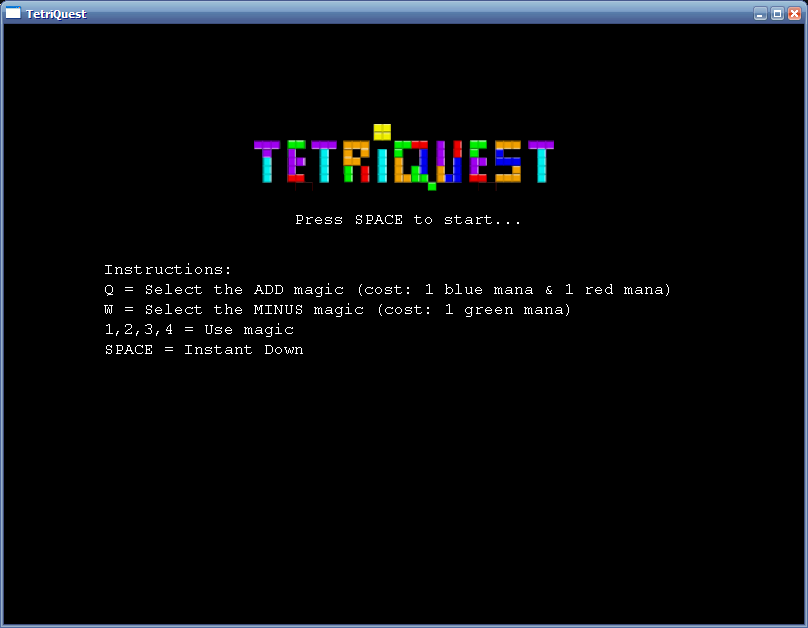 TetriQuest
TETRiQUEST
Press SPACE to start...
Instructions:
Q = Select the ADD magic (cost: 1 blue mana & 1 red mana)
W = Select the MINUS magic (cost: 1 green mana)
1,2,3,4 = Use magic
SPACE = Instant Down